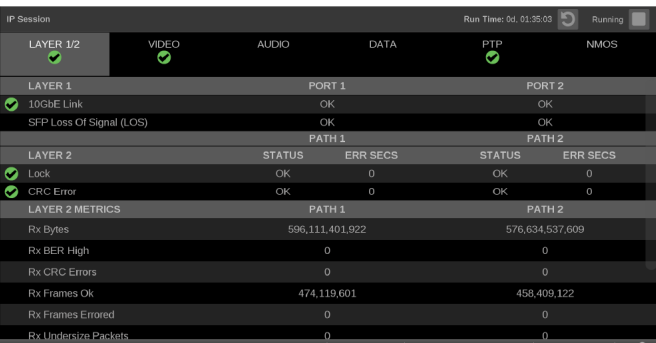 IP Session Run Time: 0d, 01:35:03 Running
LAYER 1/2 VIDEO AUDIO DATA PTP NMOS
LAYER 1 PORT 1 PORT 2
10GbE Link OK OK
SFP Loss Of Signal (LOS) OK OK
PATH 1 PATH 2
LAYER 2 STATUS ERR SECS STATUS ERR SECS
Lock OK 0 OK 0
CRC Error OK 0 OK 0
LAYER 2 METRICS PATH 1 PATH 2
Rx Bytes 596,111,401,922 576,634,537,609
Rx BER High 0 0
Rx CRC Errors 0 0
Rx Frames Ok 474,119,601 458,409,122
Rx Frames Errored 0 0
Rx Undersize Packets 0 0